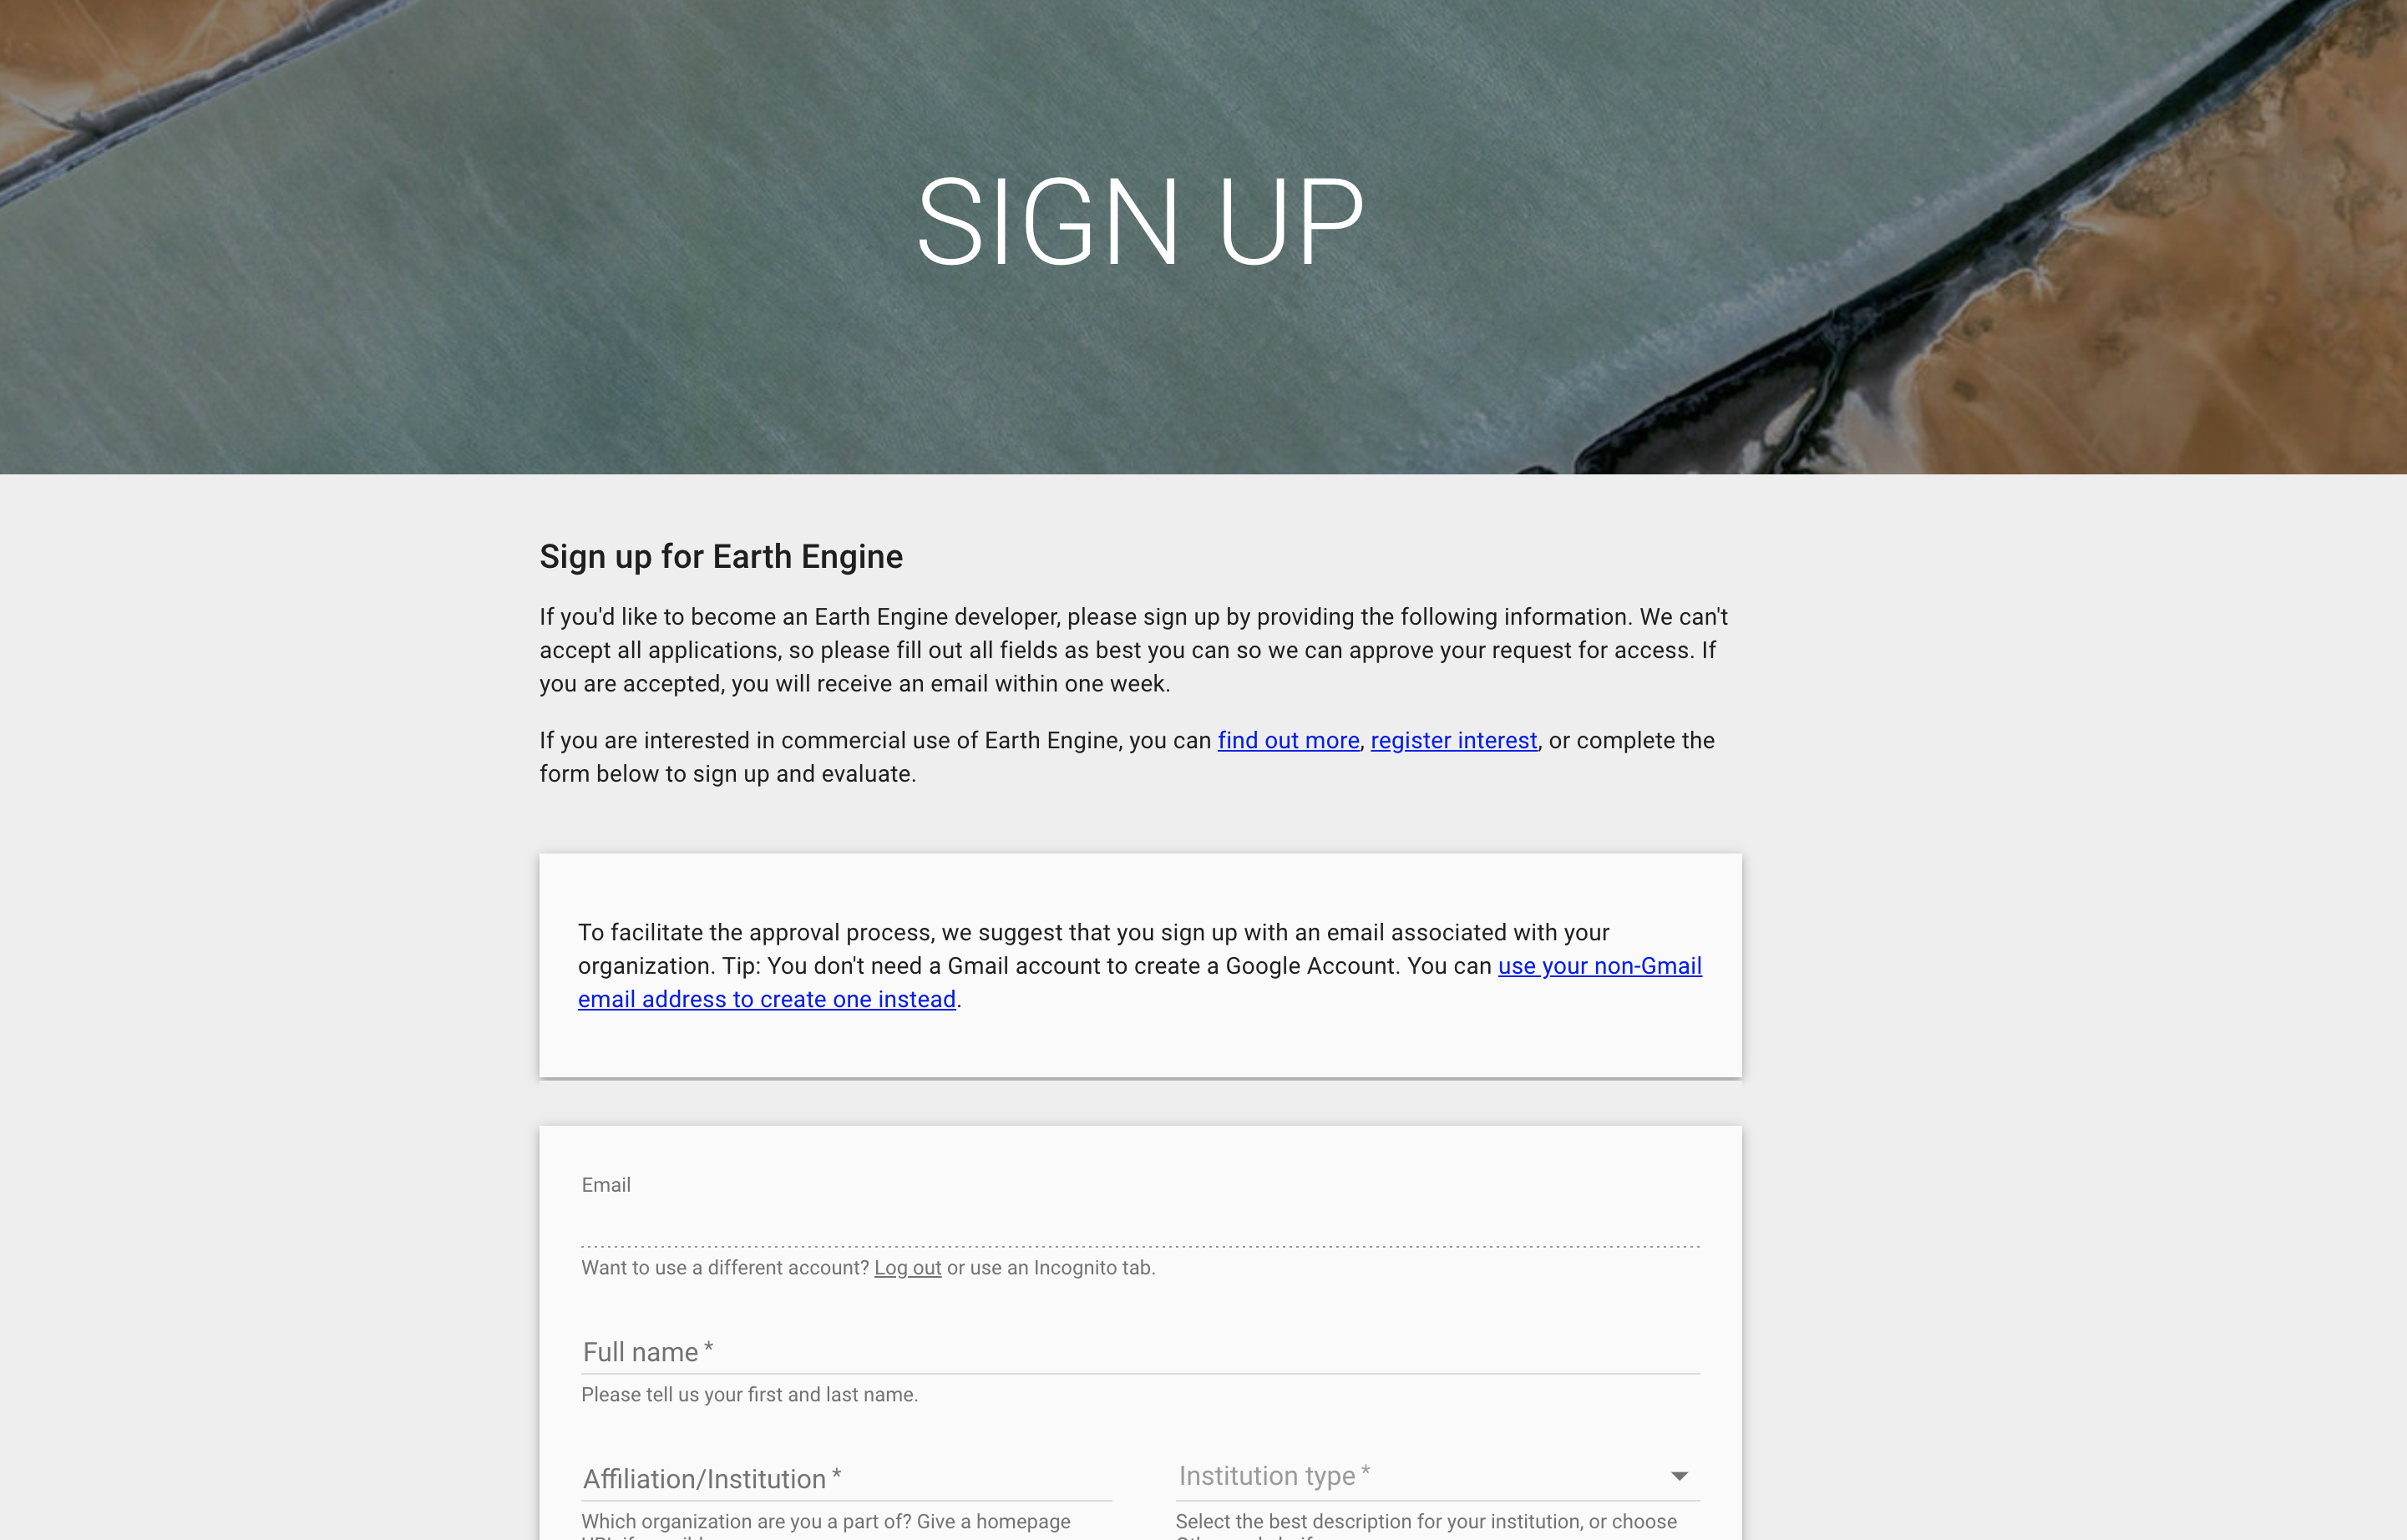 SIGN UP
Sign up for Earth Engine
If you'd like to become an Earth Engine developer, please sign up by providing the following information. We can't
accept all applications, so please fill out all fields as best you can so we can approve your request for access. If
you are accepted, you will receive an email within one week.
If you are interested in commercial use of Earth Engine, you can find out more, register interest, or complete the
form below to sign up and evaluate.
To facilitate the approval process, we suggest that you sign up with an email associated with your
organization. Tip: You don't need a Gmail account to create a Google Account. You can use your non-Gmail
email address to create one instead.
Email
Want to use a different account? Log out or use an Incognito tab.
Full name *
Please tell us your first and last name.
Affiliation/Institution *
Which organization are you a part of? Give a homepage
Institution type *
Select the best description for your institution, or choose